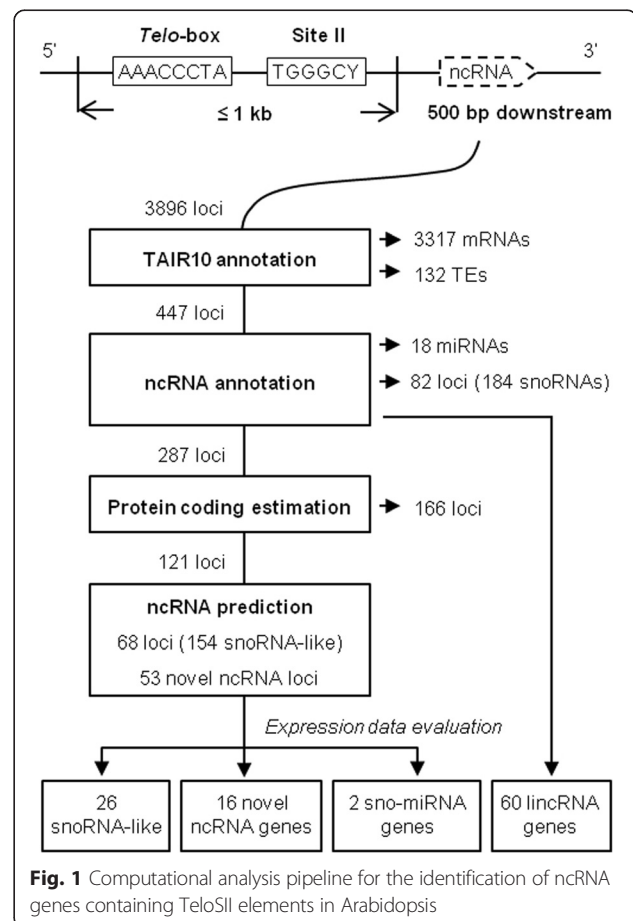 Telo-box Site II
5' 3'
AAACCCTA TGGGCY ncRNA
≤ 1 kb 500 bp downstream
3896 loci
TAIR10 annotation
3317 mRNAs
132 TEs
447 loci
ncRNA annotation
18 miRNAs
82 loci (184 snoRNAs)
287 loci
Protein coding estimation
166 loci
121 loci
ncRNA prediction
68 loci (154 snoRNA-like)
53 novel ncRNA loci
Expression data evaluation
26
snoRNA-like
16 novel
ncRNA genes
2 sno-miRNA
genes
60 lincRNA
genes
Fig. 1 Computational analysis pipeline for the identification of ncRNA
genes containing TeloSII elements in Arabidopsis